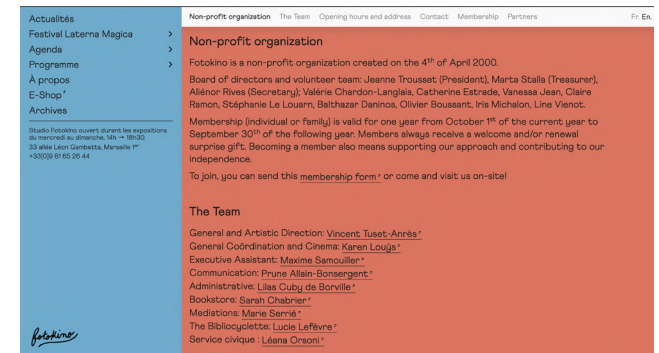 Actualités
Festival Laterna Magica >
Agenda >
Programme >
À propos
E-Shop↗
Archives
Studio Fotokino ouvert durant les expositions
du mercredi au dimanche, 14h → 18h30.
33 allée Léon Gambetta, Marseille 1er
+33(0)9 81 65 26 44
fotokino
Non-profit organization The Team Opening hours and address Contact Membership Partners Fr. En.
Non-profit organization
Fotokino is a non-profit organization created on the 4th of April 2000.
Board of directors and volunteer team: Jeanne Trousset (President), Marta Stalla (Treasurer),
Aliénor Rives (Secretary); Valérie Chardon-Langlais, Catherine Estrade, Vanessa Jean, Claire
Ramon, Stéphanie Le Louarn, Balthazar Daninos, Olivier Boussant, Iris Michalon, Line Vienot.
Membership (individual or family) is valid for one year from October 1st of the current year to
September 30th of the following year. Members always receive a welcome and/or renewal
surprise gift. Becoming a member also means supporting our approach and contributing to our
independence.
To join, you can send this membership form↗ or come and visit us on-site!
The Team
General and Artistic Direction: Vincent Tuset-Anrès↗
General Coördination and Cinema: Karen Louÿs↗
Executive Assistant: Maxime Samouiller↗
Communication: Prune Allain-Bonsergent↗
Administrative: Lilas Cuby de Borville↗
Bookstore: Sarah Chabrier↗
Mediations: Marie Serrié↗
The Bibliocyclette: Lucie Lefèvre↗
Service civique : Léana Orsoni↗